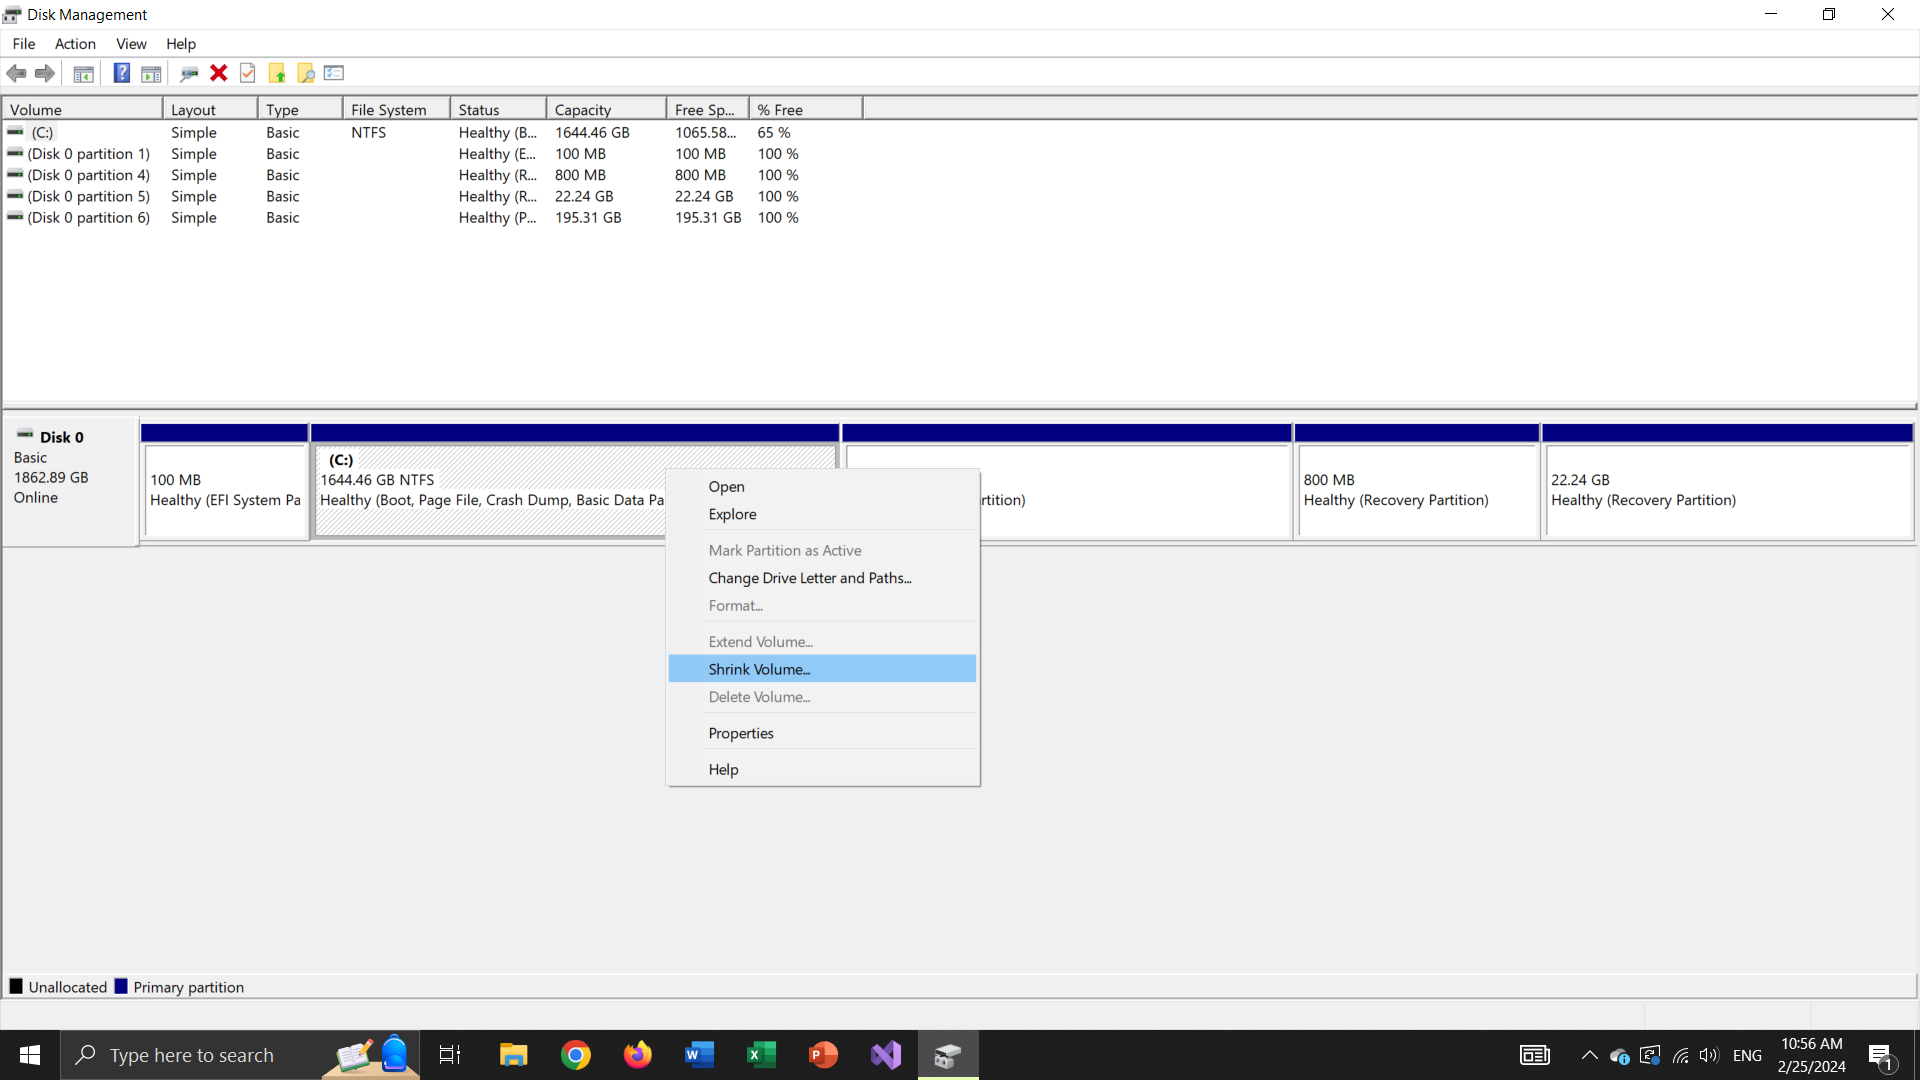 Disk Management
File Action View Help
Volume Layout Type File System Status Capacity Free Sp... % Free
(C:) Simple Basic NTFS Healthy (B... 1644.46 GB 1065.58... 65 %
(Disk 0 partition 1) Simple Basic Healthy (E... 100 MB 100 MB 100 %
(Disk 0 partition 4) Simple Basic Healthy (R... 800 MB 800 MB 100 %
(Disk 0 partition 5) Simple Basic Healthy (R... 22.24 GB 22.24 GB 100 %
(Disk 0 partition 6) Simple Basic Healthy (P... 195.31 GB 195.31 GB 100 %
Disk 0
Basic
1862.89 GB
Online
100 MB
Healthy (EFI System Pa
(C:)
1644.46 GB NTFS
Healthy (Boot, Page File, Crash Dump, Basic Data Pa
rtition)
800 MB
Healthy (Recovery Partition)
22.24 GB
Healthy (Recovery Partition)
Open
Explore
Mark Partition as Active
Change Drive Letter and Paths...
Format...
Extend Volume...
Shrink Volume...
Delete Volume...
Properties
Help
Unallocated Primary partition
Type here to search
ENG
10:56 AM
2/25/2024
1